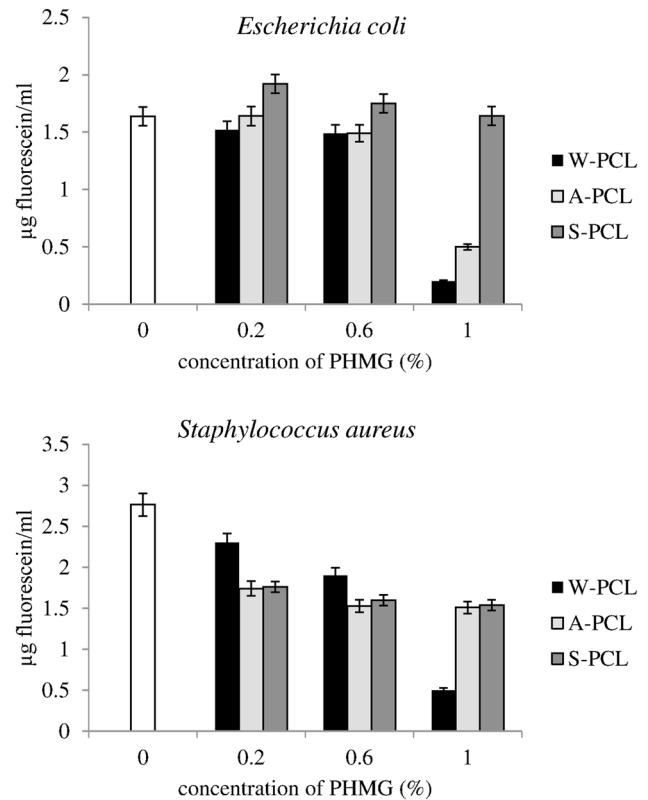 Escherichia coli
2.5
2
1.5
1
0.5
0
µg fluorescein/ml
0 0.2 0.6 1
concentration of PHMG (%)
W-PCL
A-PCL
S-PCL
Staphylococcus aureus
3.5
3
2.5
2
1.5
1
0.5
0
µg fluorescein/ml
0 0.2 0.6 1
concentration of PHMG (%)
W-PCL
A-PCL
S-PCL